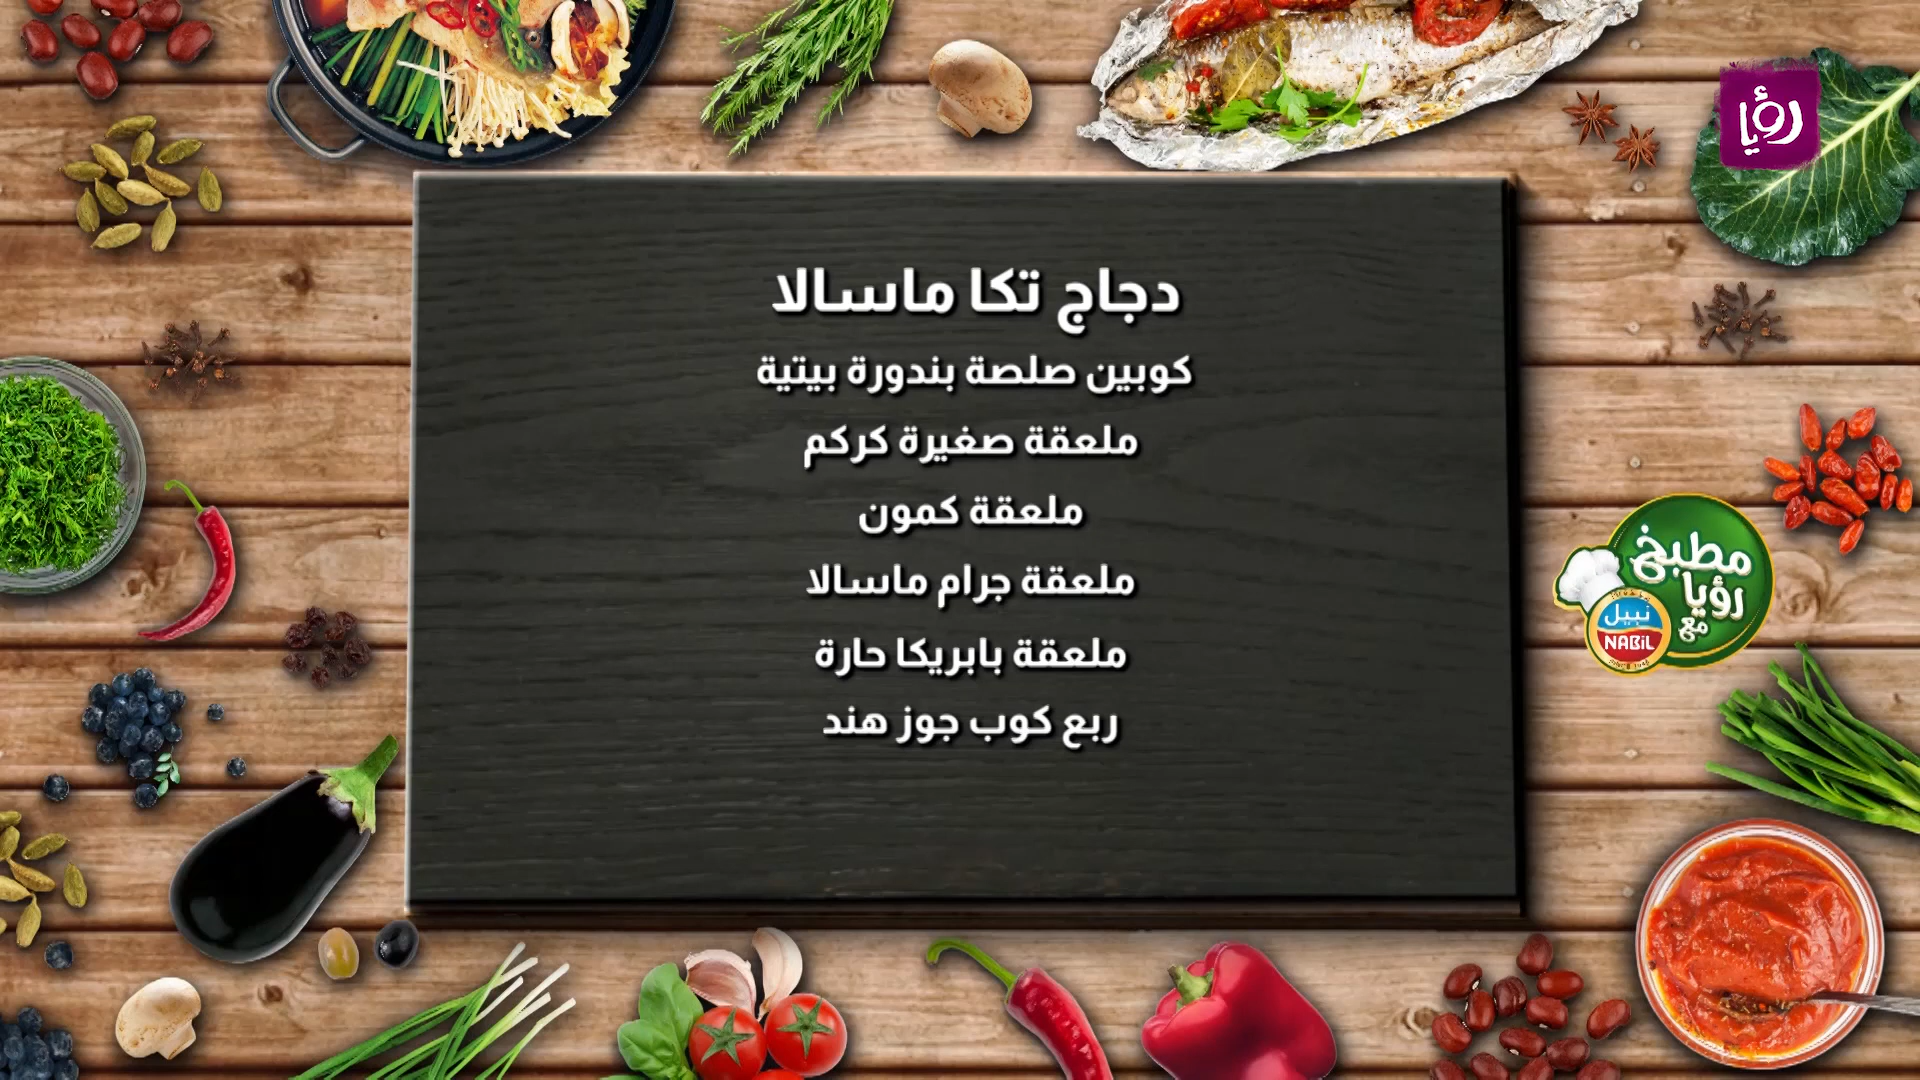 رؤيا
دجاج تكا ماسالا
كوبين صلصة بندورة بيتية
ملعقة صغيرة كركم
ملعقة كمون
ملعقة جرام ماسالا
ملعقة بابريكا حارة
ربع كوب جوز هند
مطبخ
رؤيا
مع
نبيل
NABIL